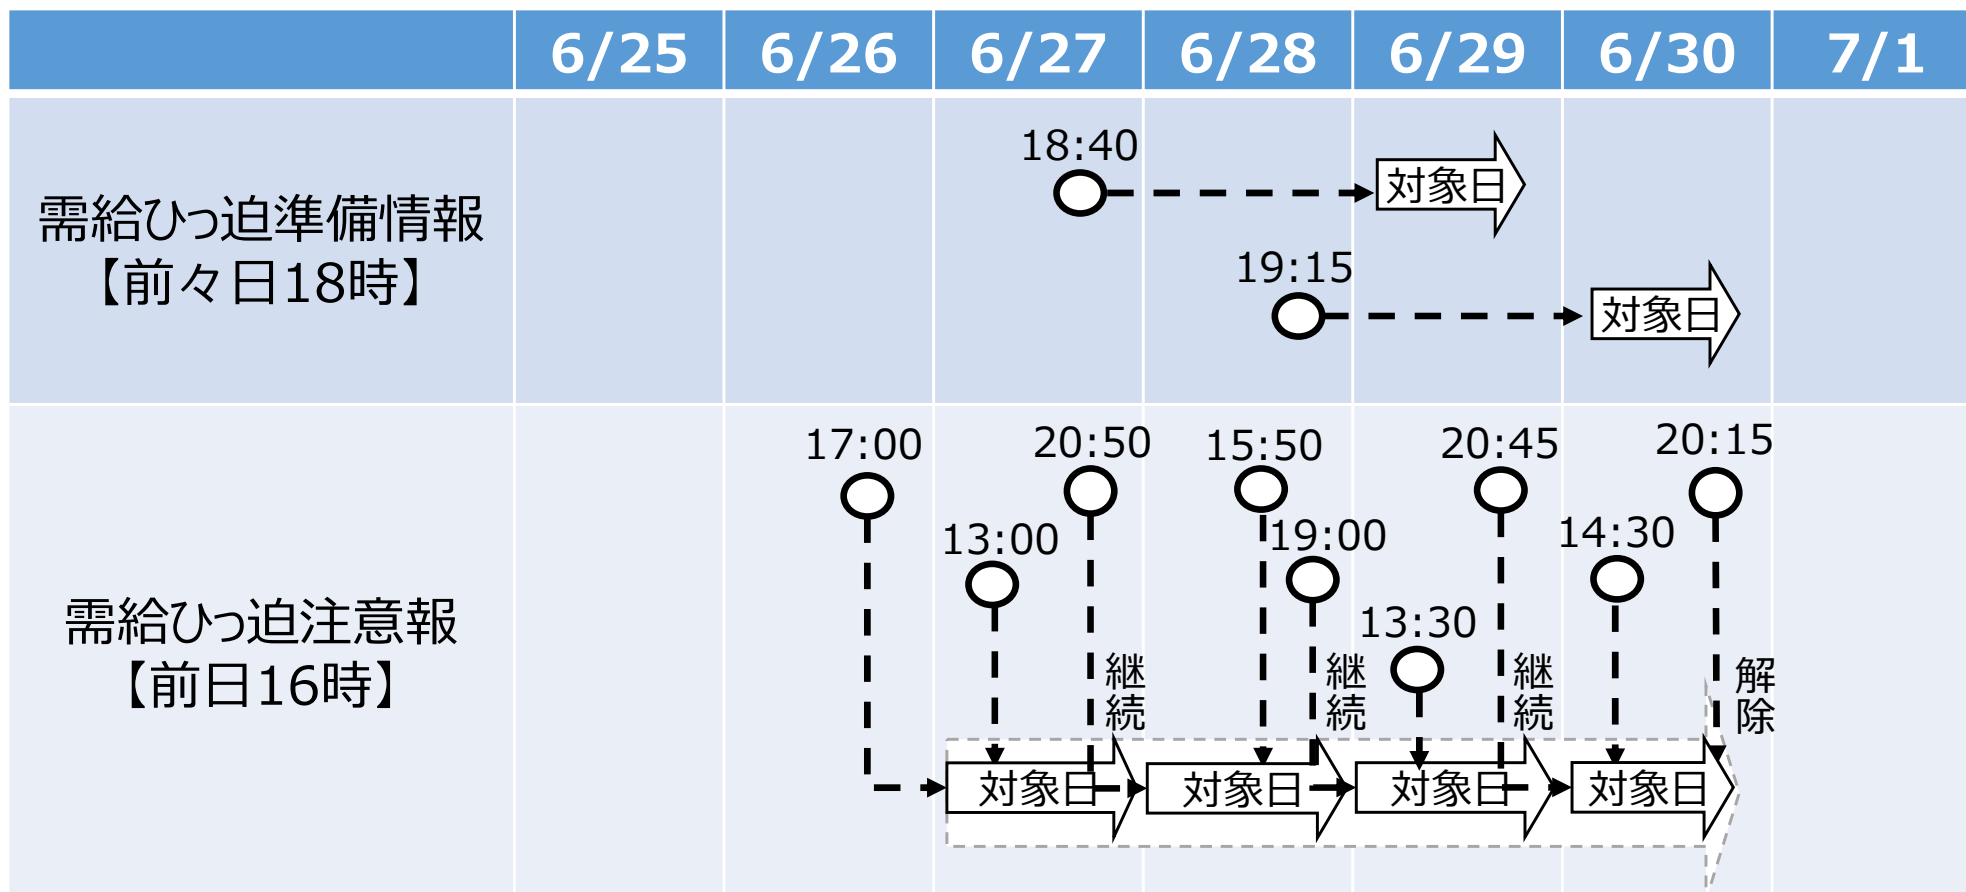 6/25 6/26 6/27 6/28 6/29 6/30 7/1
需給ひっ迫準備情報
【前々日18時】
18:40
対象日
19:15
対象日
需給ひっ迫注意報
【前日16時】
17:00
20:50
15:50
20:45
20:15
13:00
19:00
14:30
13:30
継続
継続
継続
解除
対象日
対象日
対象日
対象日